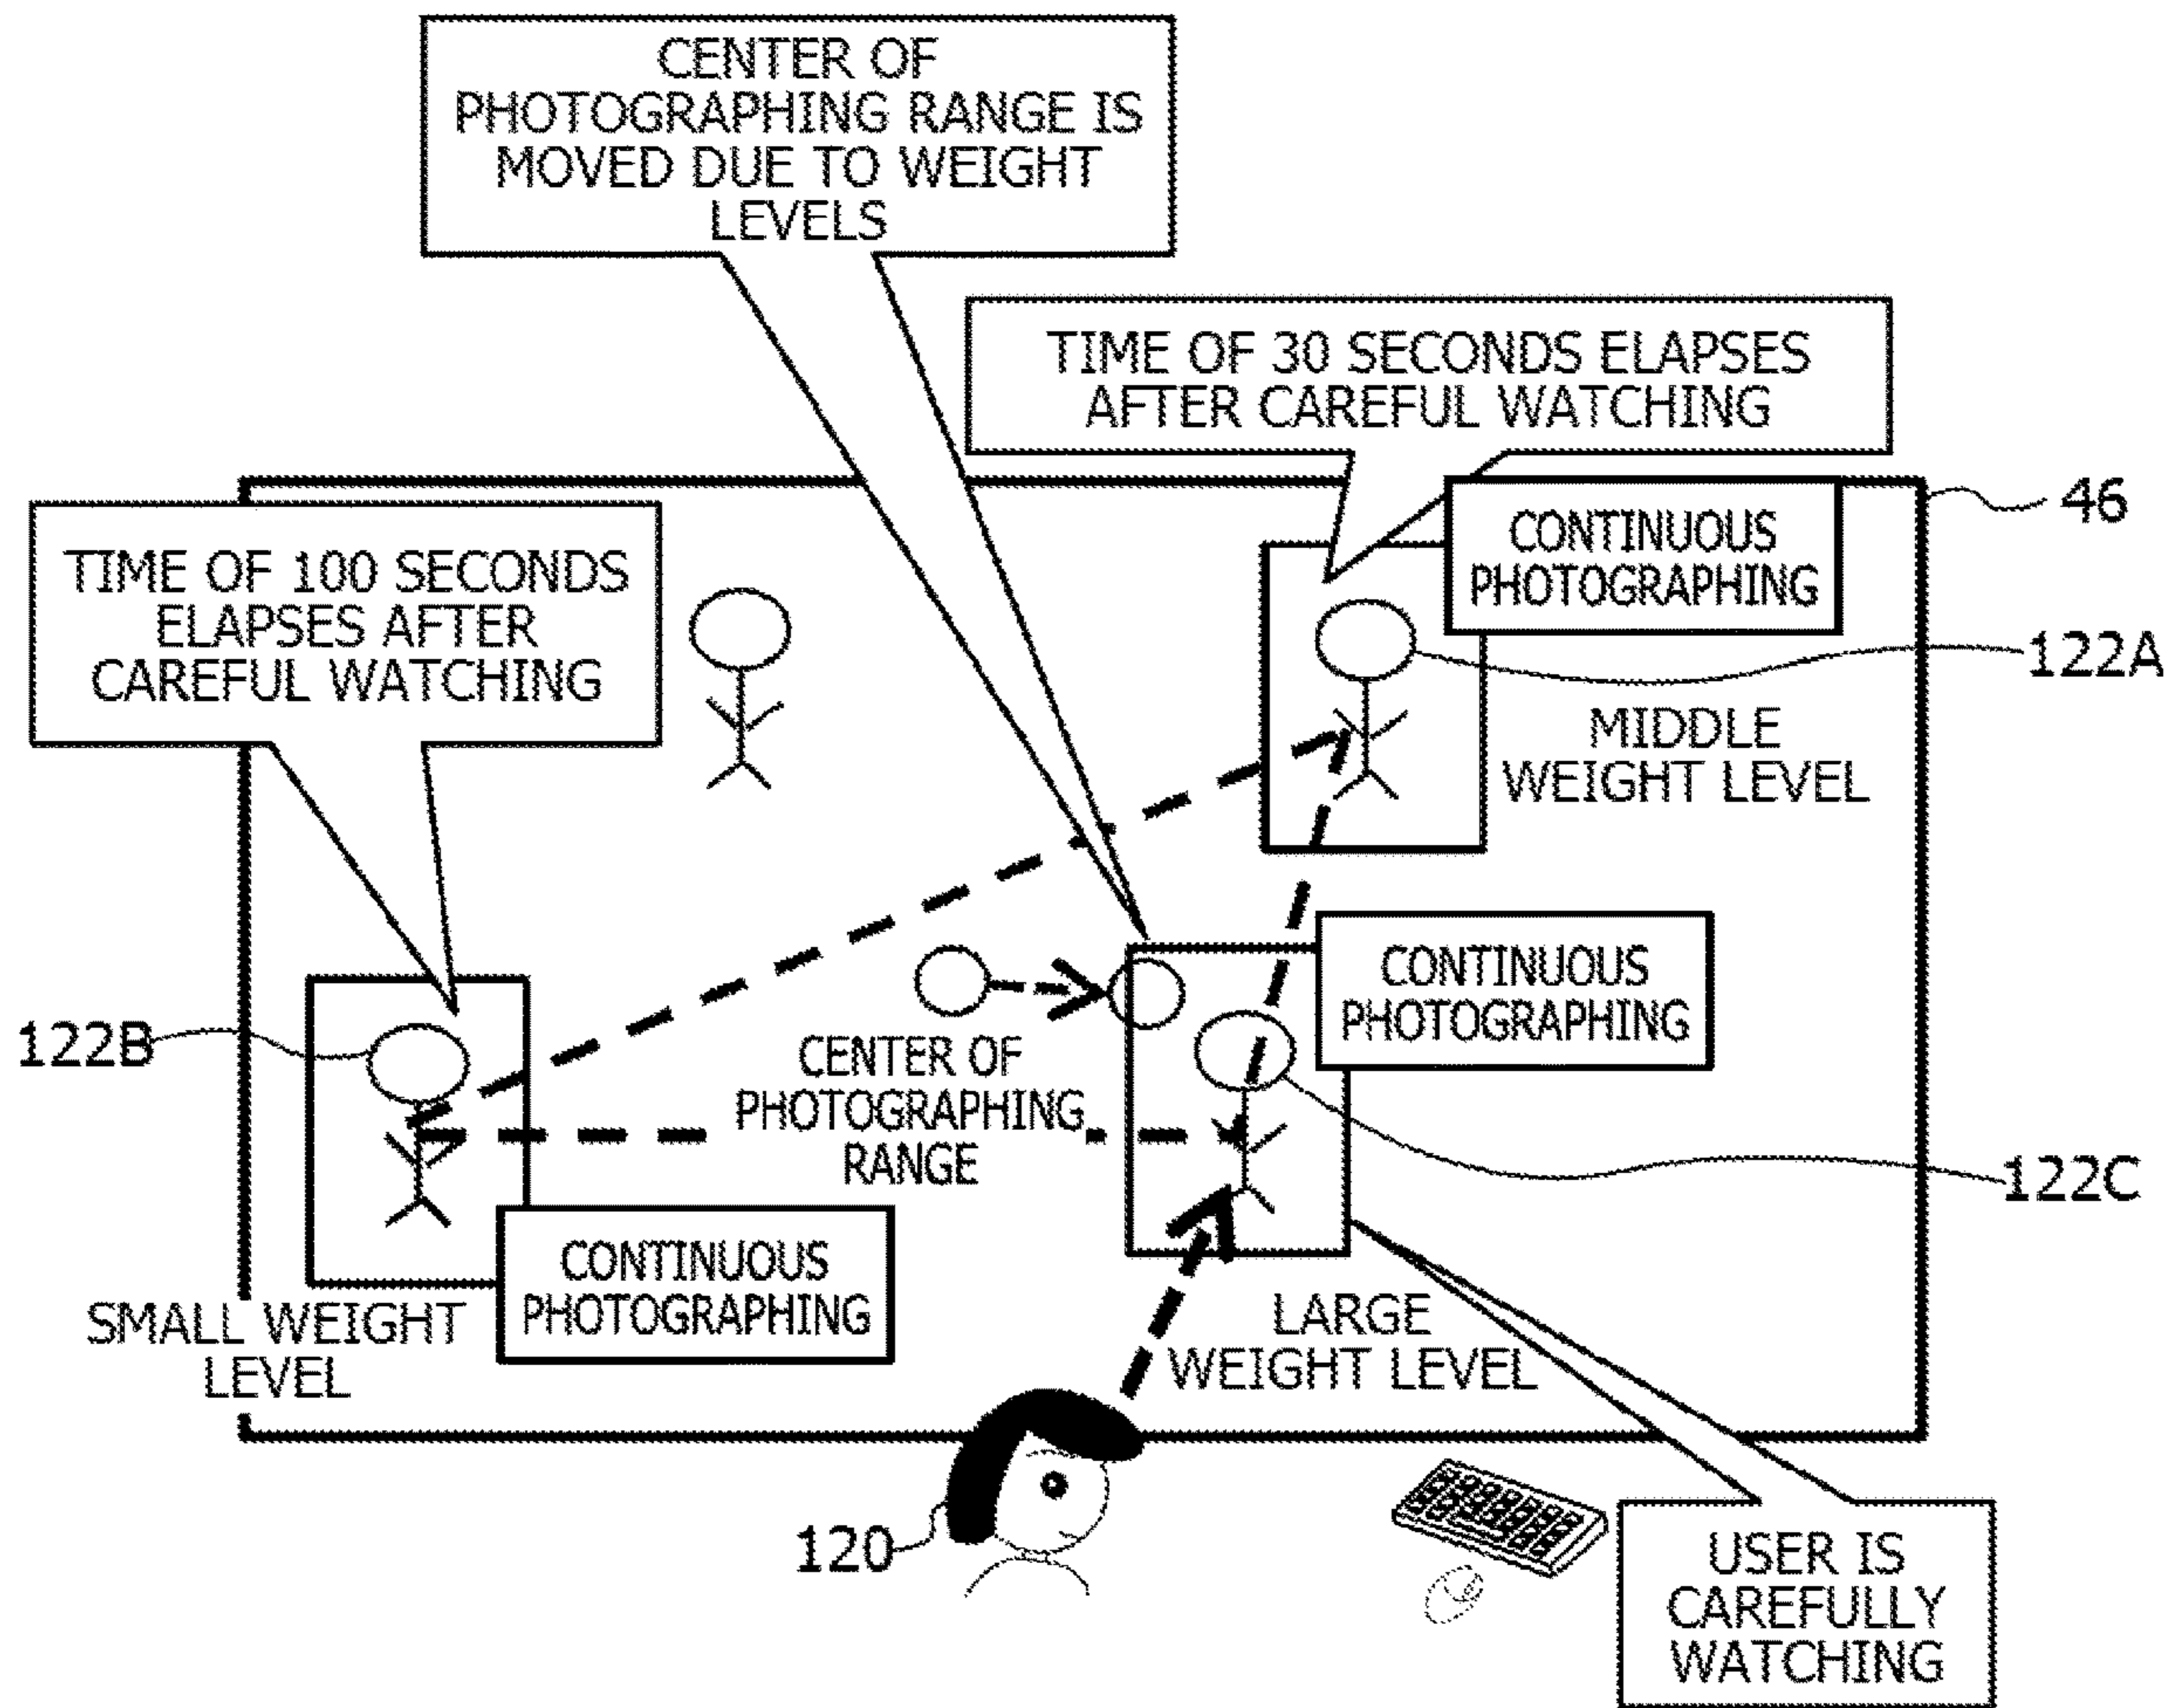 CENTER OF
PHOTOGRAPHING RANGE IS
MOVED DUE TO WEIGHT
LEVELS
TIME OF 30 SECONDS ELAPSES
AFTER CAREFUL WATCHING
46
CONTINUOUS
PHOTOGRAPHING
TIME OF 100 SECONDS
ELAPSES AFTER
CAREFUL WATCHING
122A
MIDDLE
WEIGHT LEVEL
CONTINUOUS
PHOTOGRAPHING
122B
CENTER OF
PHOTOGRAPHING
RANGE
122C
CONTINUOUS
PHOTOGRAPHING
SMALL WEIGHT
LEVEL
LARGE
WEIGHT LEVEL
120
USER IS
CAREFULLY
WATCHING